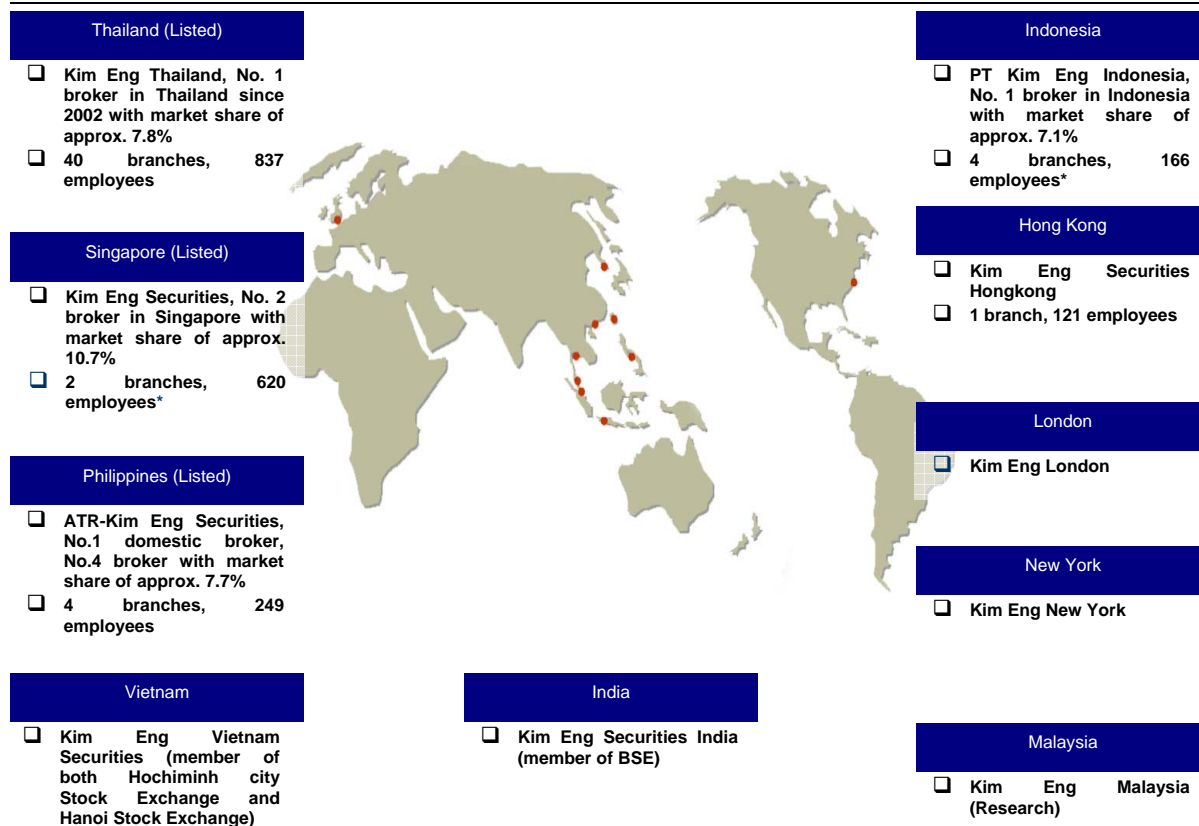 Thailand (Listed)
Kim Eng Thailand, No. 1
broker in Thailand since
2002 with market share of
approx. 7.8%
40 branches, 837
employees
Singapore (Listed)
Kim Eng Securities, No. 2
broker in Singapore with
market share of approx.
10.7%
2 branches, 620
employees*
Philippines (Listed)
ATR-Kim Eng Securities,
No.1 domestic broker,
No.4 broker with market
share of approx. 7.7%
4 branches, 249
employees
Vietnam
Kim Eng Vietnam
Securities (member of
both Hochiminh city
Stock Exchange and
Hanoi Stock Exchange)
India
Kim Eng Securities India
(member of BSE)
Indonesia
PT Kim Eng Indonesia,
No. 1 broker in Indonesia
with market share of
approx. 7.1%
4 branches, 166
employees*
Hong Kong
Kim Eng Securities
Hongkong
1 branch, 121 employees
London
Kim Eng London
New York
Kim Eng New York
Malaysia
Kim Eng Malaysia
(Research)